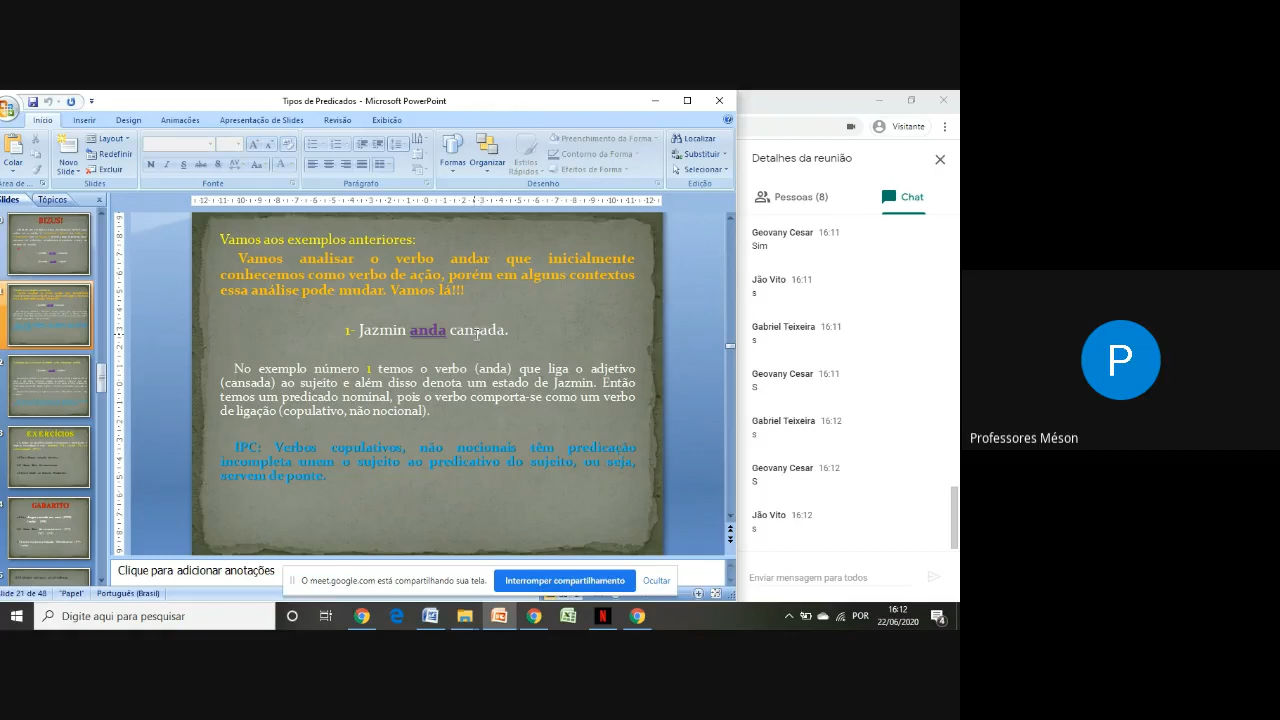 Tipos de Predicados - Microsoft PowerPoint
Início Inserir Design Animações Apresentação de Slides Revisão Exibição
Colar
Novo Slide
Layout
Redefinir
Excluir
Fonte
Parágrafo
Formas
Organizar
Estilos Rápidos
Preenchimento da Forma
Contorno da Forma
Efeitos de Forma
Desenho
Localizar
Substituir
Selecionar
Edição
Slides Tópicos
BIZUS!
EXERCÍCIOS
GABARITO
Vamos aos exemplos anteriores:
Vamos analisar o verbo andar que inicialmente
conhecemos como verbo de ação, porém em alguns contextos
essa análise pode mudar. Vamos lá!!!
1- Jazmin anda cansada.
No exemplo número 1 temos o verbo (anda) que liga o adjetivo
(cansada) ao sujeito e além disso denota um estado de Jazmin. Então
temos um predicado nominal, pois o verbo comporta-se como um verbo
de ligação (copulativo, não nocional).
IPC: Verbos copulativos, não nocionais têm predicação
incompleta unem o sujeito ao predicativo do sujeito, ou seja,
servem de ponte.
Clique para adicionar anotações
O meet.google.com está compartilhando sua tela.
Interromper compartilhamento
Ocultar
slide 21 de 48 "Papel" Português (Brasil)
Visitante
Detalhes da reunião
Pessoas (8)
Chat
Geovany Cesar 16:11
Sim
Jão Vito 16:11
s
Gabriel Teixeira 16:11
s
Geovany Cesar 16:11
S
Gabriel Teixeira 16:12
s
Geovany Cesar 16:12
S
Jão Vito 16:12
s
Enviar mensagem para todos
Digite aqui para pesquisar
POR
16:12
22/06/2020
4
P
Professores Méson